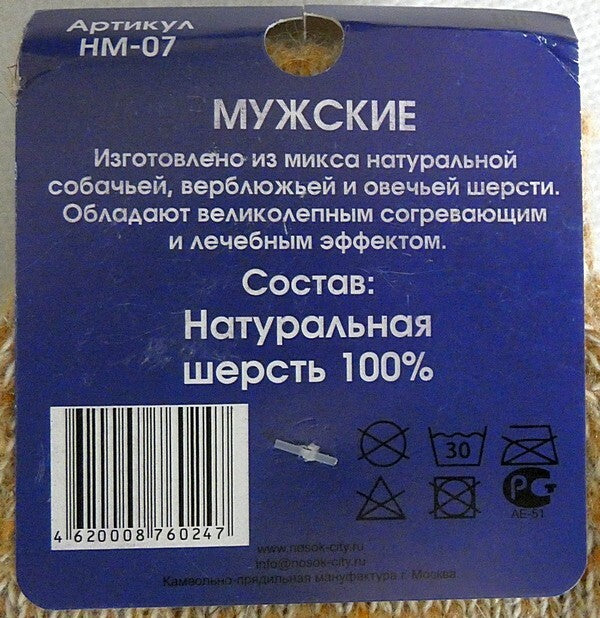 Артикул
НМ-07
МУЖСКИЕ
Изготовлено из микса натуральной
собачьей, верблюжьей и овечьей шерсти.
Обладают великолепным согревающим
и лечебным эффектом.
Состав:
Натуральная
шерсть 100%
30
РС
АЕ-51
4 620008 760247
www.nosok-city.ru
info@nosok-city.ru
Камвольно-прядильная мануфактура г. Москва